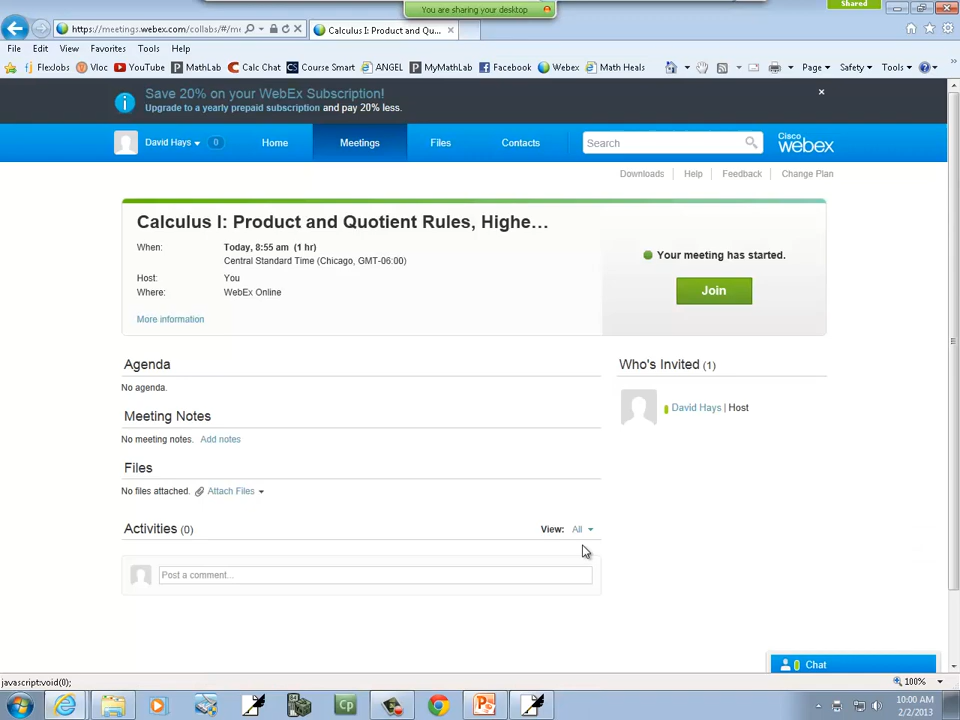 You are sharing your desktop
Shared
https://meetings.webex.com/collabs/#/me
Calculus I: Product and Qu...
File Edit View Favorites Tools Help
FlexJobs Vloc YouTube MathLab Calc Chat Course Smart ANGEL MyMathLab Facebook Webex Math Heals Page Safety Tools
Save 20% on your WebEx Subscription!
Upgrade to a yearly prepaid subscription and pay 20% less.
David Hays 0 Home Meetings Files Contacts Search Cisco webex
Downloads Help Feedback Change Plan
Calculus I: Product and Quotient Rules, Highe...
When: Today, 8:55 am (1 hr)
Central Standard Time (Chicago, GMT-06:00)
Host: You
Where: WebEx Online
More information
Your meeting has started.
Join
Agenda
No agenda.
Meeting Notes
No meeting notes. Add notes
Files
No files attached. Attach Files
Activities (0) View: All
Post a comment...
Who's Invited (1)
David Hays | Host
Chat
javascript:void(0);
100%
Cp
10:00 AM
2/2/2013